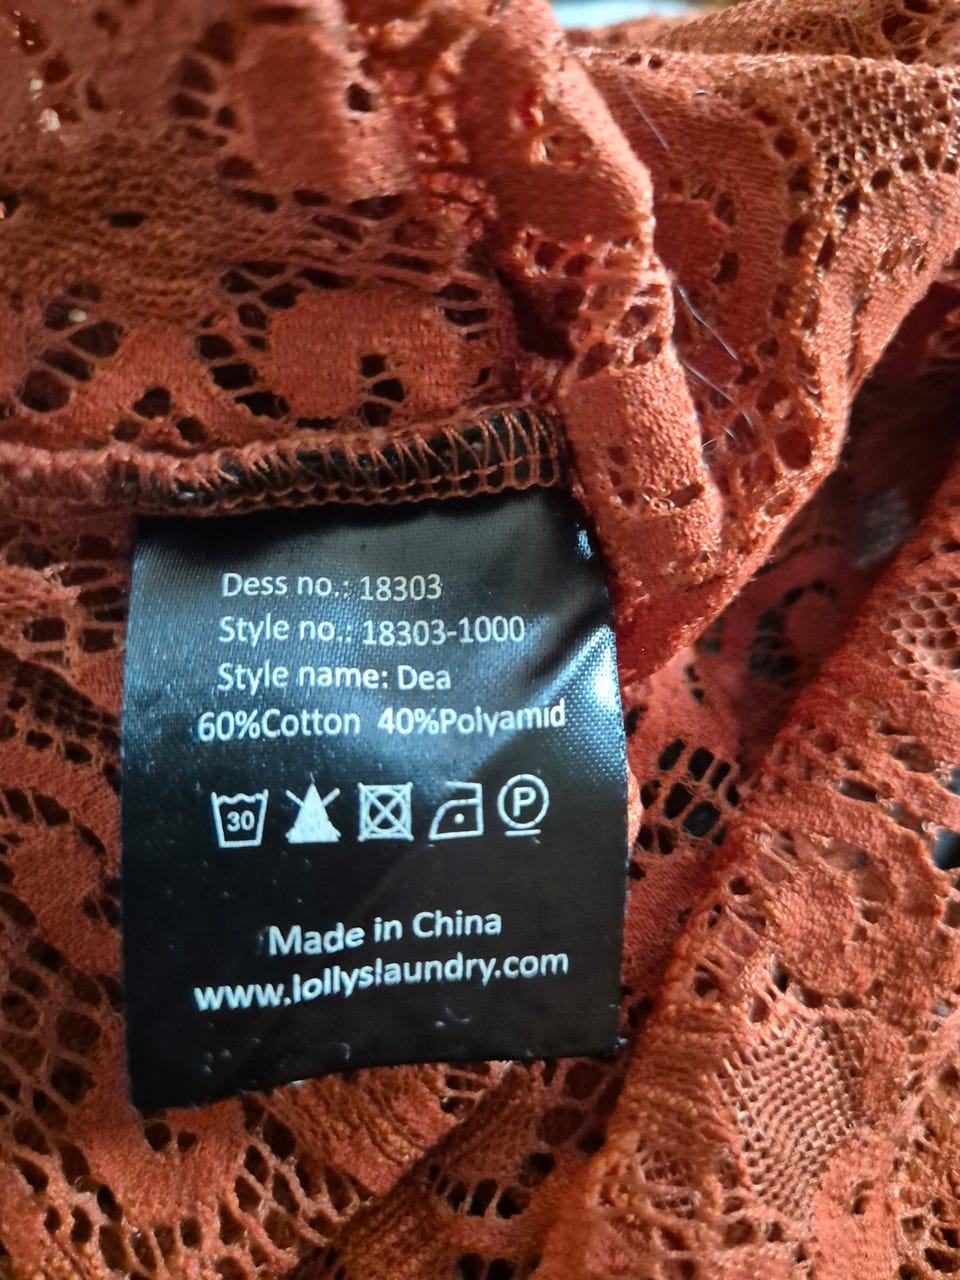 Dess no.: 18303
Style no.: 18303-1000
Style name: Dea
60%Cotton 40%Polyamid
30 P
Made in China
www.lollyslaundry.com